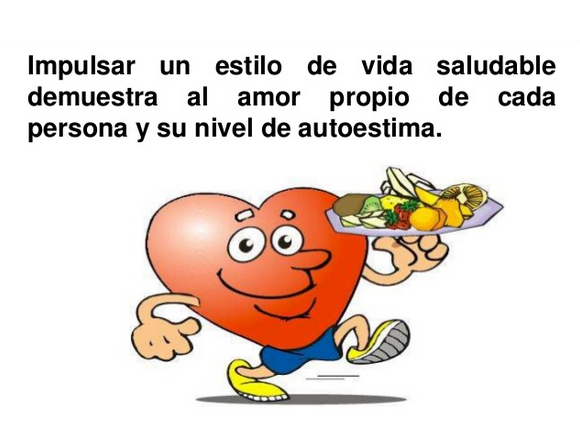 Impulsar un estilo de vida saludable
demuestra al amor propio de cada
persona y su nivel de autoestima.